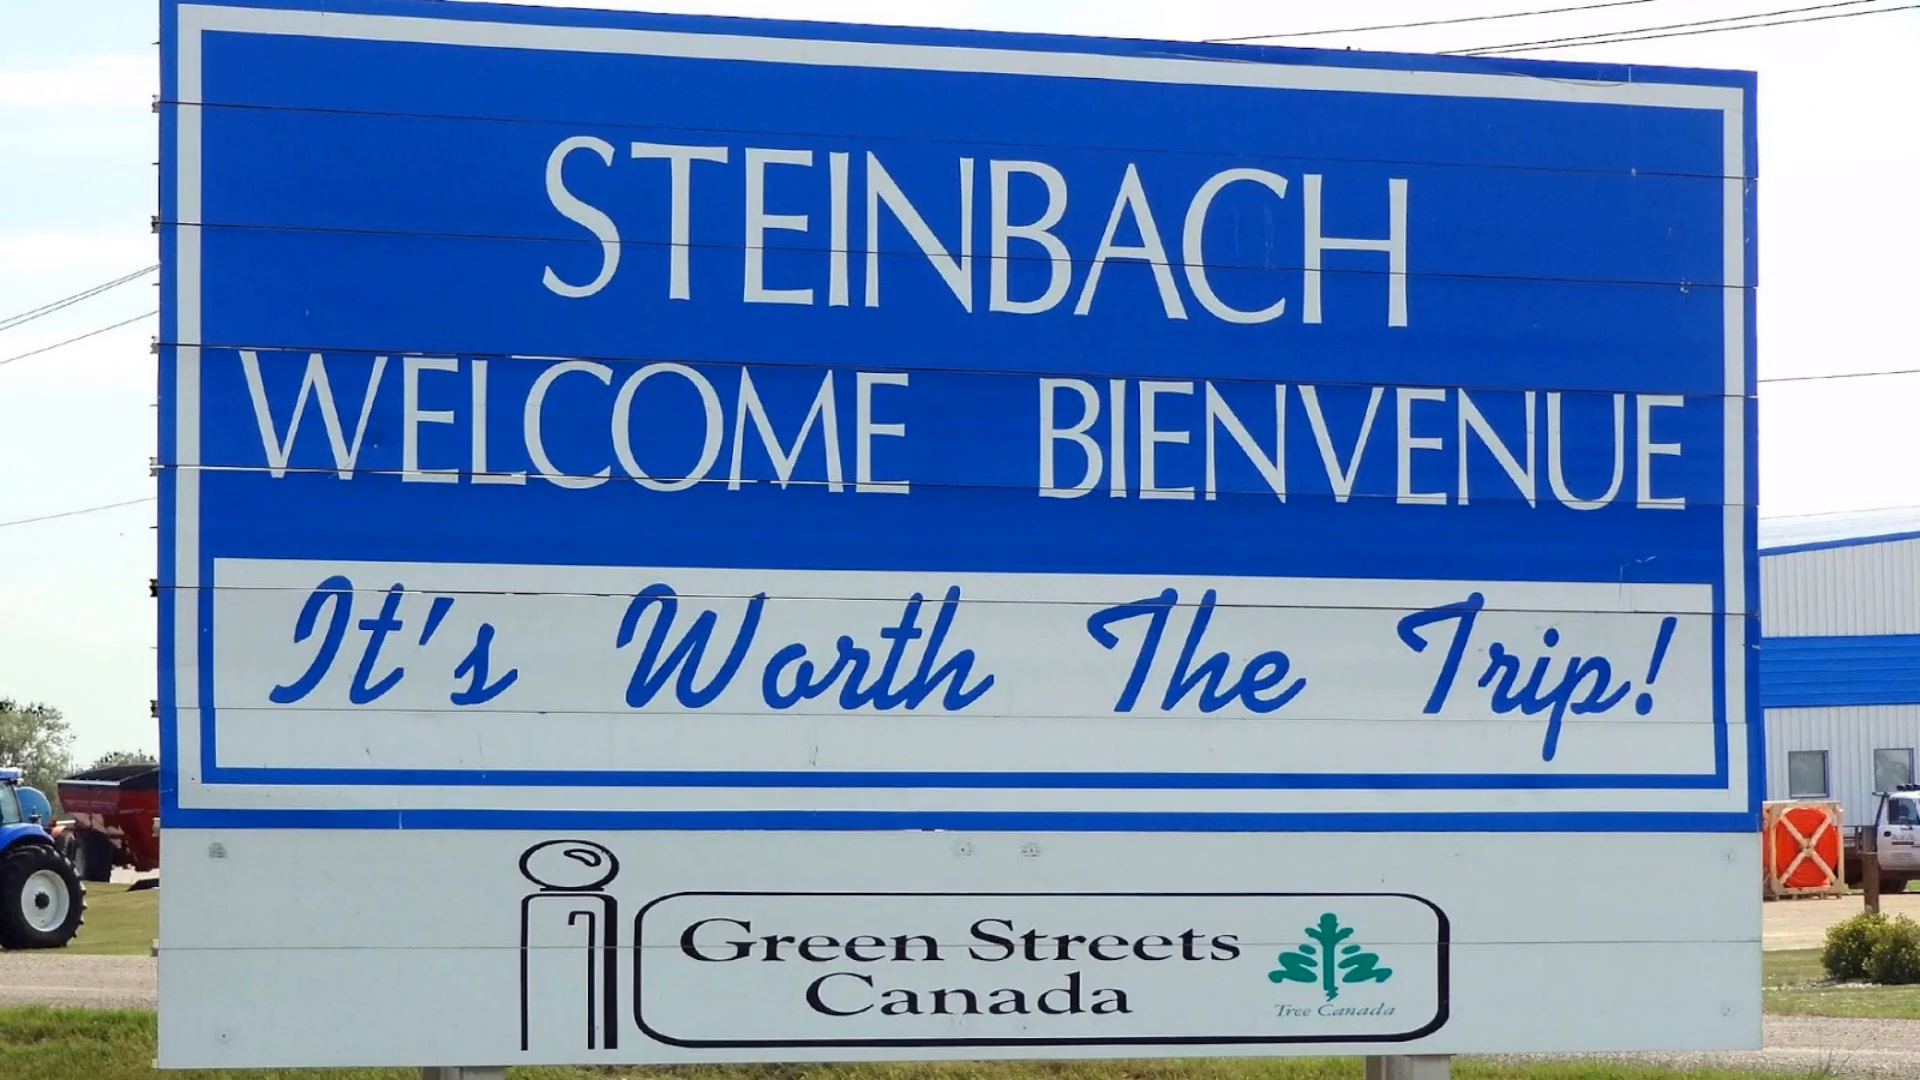 STEINBACH
WELCOME BIENVENUE
It's Worth The Trip!
Green Streets
Canada
Tree Canada